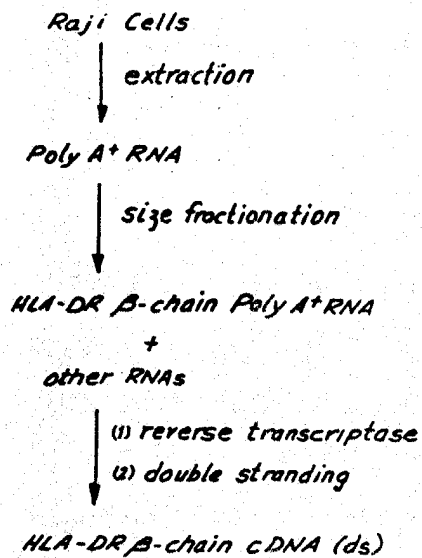 Raji Cells
extraction
Poly A⁺ RNA
size froctionation
HLA-DR β-chain Poly A⁺RNA
+
other RNAs
(1) reverse transcriptase
(2) double stranding
HLA-DR β-chain cDNA (ds)